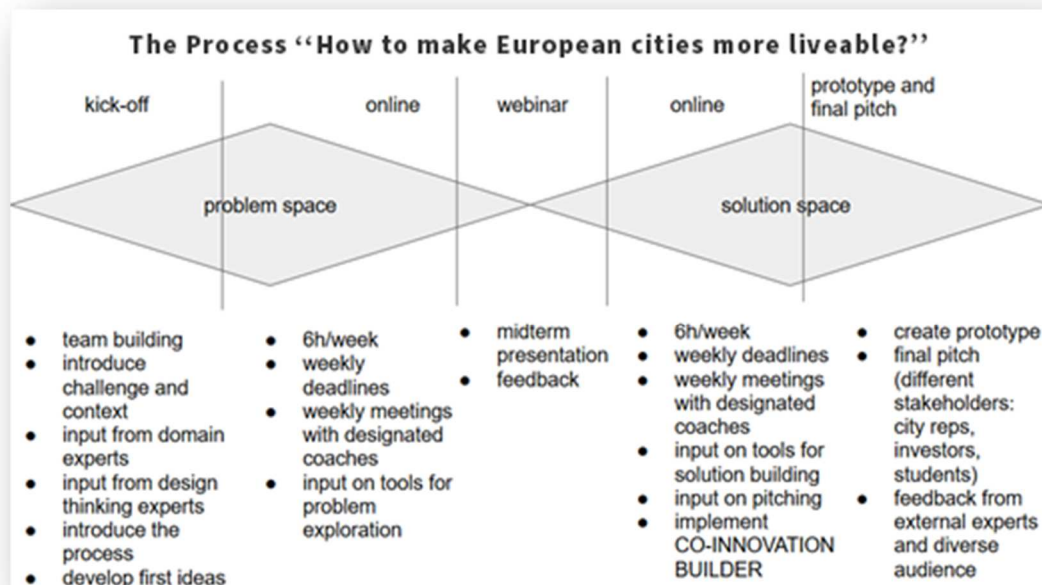 The Process “How to make European cities more liveable?”
kick-off
online
webinar
online
prototype and
final pitch
problem space
solution space
● team building
● introduce
challenge and
context
● input from domain
experts
● input from design
thinking experts
● introduce the
process
● develop first ideas
● 6h/week
● weekly
deadlines
● weekly meetings
with designated
coaches
● input on tools for
problem
exploration
● midterm
presentation
● feedback
● 6h/week
● weekly deadlines
● weekly meetings
with designated
coaches
● input on tools for
solution building
● input on pitching
● implement
CO-INNOVATION
BUILDER
● create prototype
● final pitch
(different
stakeholders:
city reps,
investors,
students)
● feedback from
external experts
and diverse
audience